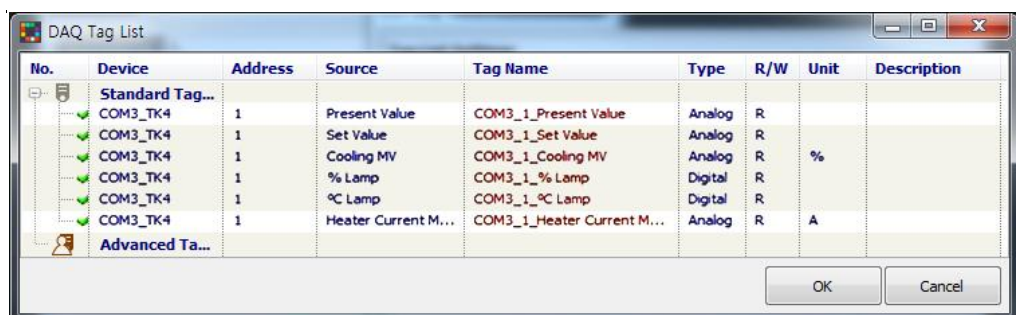 DAQ Tag List
No. Device Address Source Tag Name Type R/W Unit Description
Standard Tag...
COM3_TK4 1 Present Value COM3_1_Present Value Analog R
COM3_TK4 1 Set Value COM3_1_Set Value Analog R
COM3_TK4 1 Cooling MV COM3_1_Cooling MV Analog R %
COM3_TK4 1 % Lamp COM3_1_% Lamp Digital R
COM3_TK4 1 ºC Lamp COM3_1_ºC Lamp Digital R
COM3_TK4 1 Heater Current M... COM3_1_Heater Current M... Analog R A
Advanced Ta...
OK Cancel